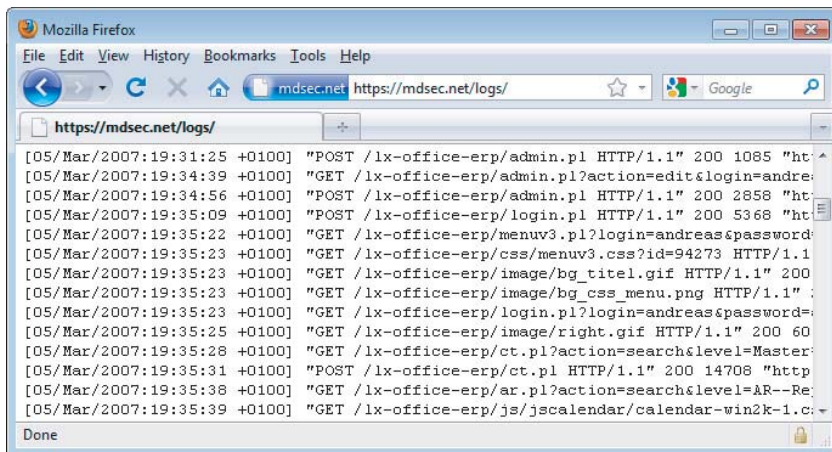 Mozilla Firefox
File Edit View History Bookmarks Tools Help
mdsec.net https://mdsec.net/logs/ Google
https://mdsec.net/logs/
[05/Mar/2007:19:31:25 +0100] "POST /lx-office-erp/admin.pl HTTP/1.1" 200 1085 "ht
[05/Mar/2007:19:34:39 +0100] "GET /lx-office-erp/admin.pl?action=edit&login=andre
[05/Mar/2007:19:34:56 +0100] "POST /lx-office-erp/admin.pl HTTP/1.1" 200 2858 "ht
[05/Mar/2007:19:35:09 +0100] "POST /lx-office-erp/login.pl HTTP/1.1" 200 5368 "ht
[05/Mar/2007:19:35:22 +0100] "GET /lx-office-erp/menuv3.pl?login=andreas&password
[05/Mar/2007:19:35:23 +0100] "GET /lx-office-erp/css/menuv3.css?id=94273 HTTP/1.1
[05/Mar/2007:19:35:23 +0100] "GET /lx-office-erp/image/bg_titel.gif HTTP/1.1" 200
[05/Mar/2007:19:35:23 +0100] "GET /lx-office-erp/image/bg_css_menu.png HTTP/1.1"
[05/Mar/2007:19:35:23 +0100] "GET /lx-office-erp/login.pl?login=andreas&password=
[05/Mar/2007:19:35:25 +0100] "GET /lx-office-erp/image/right.gif HTTP/1.1" 200 60
[05/Mar/2007:19:35:28 +0100] "GET /lx-office-erp/ct.pl?action=search&level=Master
[05/Mar/2007:19:35:31 +0100] "POST /lx-office-erp/ct.pl HTTP/1.1" 200 14708 "http
[05/Mar/2007:19:35:38 +0100] "GET /lx-office-erp/ar.pl?action=search&level=AR--Re
[05/Mar/2007:19:35:39 +0100] "GET /lx-office-erp/js/jscalendar/calendar-win2k-1.c
Done